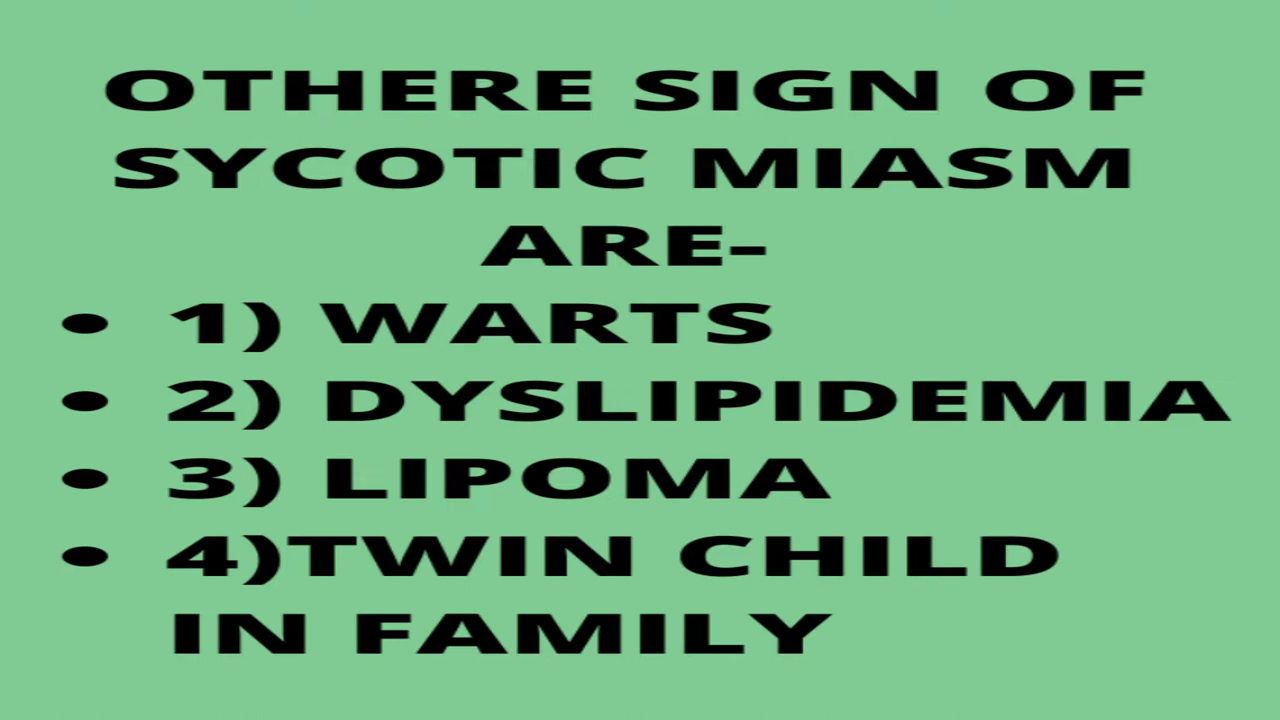 OTHERE SIGN OF
SYCOTIC MIASM
ARE-
• 1) WARTS
• 2) DYSLIPIDEMIA
• 3) LIPOMA
• 4)TWIN CHILD
IN FAMILY